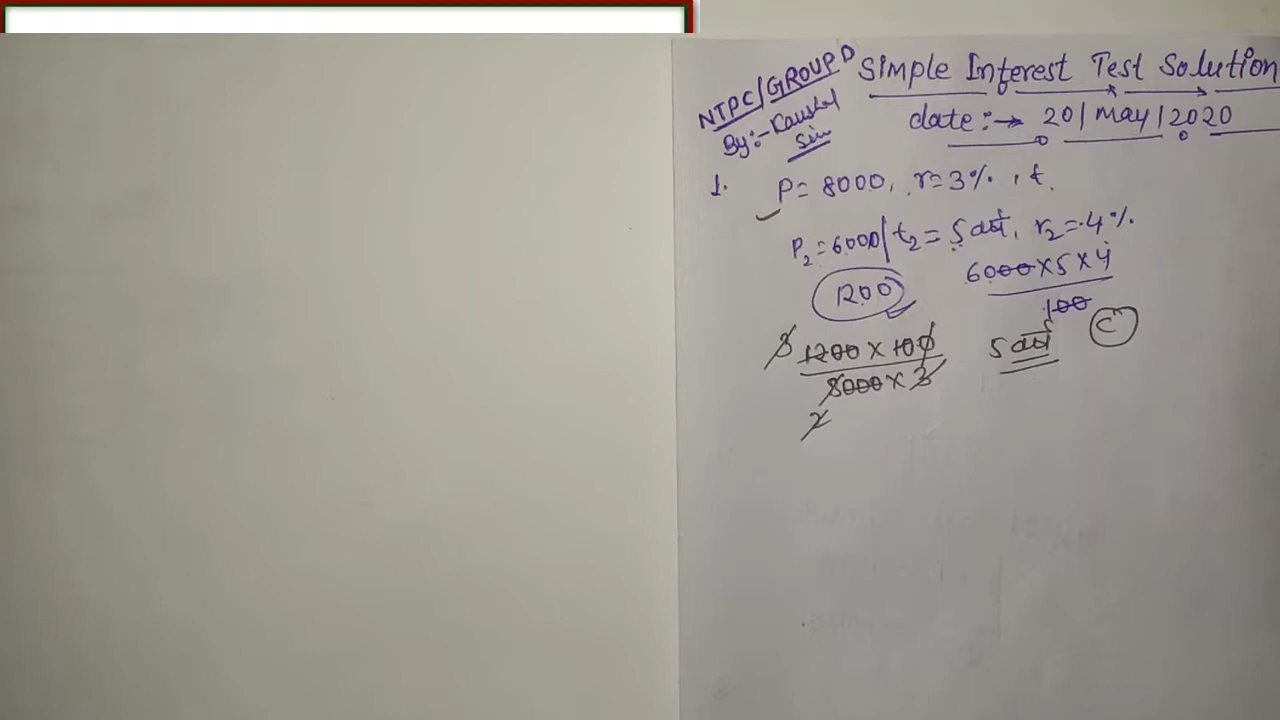 NTPC/GROUP D
By:- Kaushal
Sir
Simple Interest Test Solution
date:→ 20/May/2020
1. P= 8000, r=3%, t
P₂=6000/t₂= 5 वर्ष, r₂=4%
1200
6000×5×4
100
1200 × 100
8000× 3
2
5 वर्ष
C